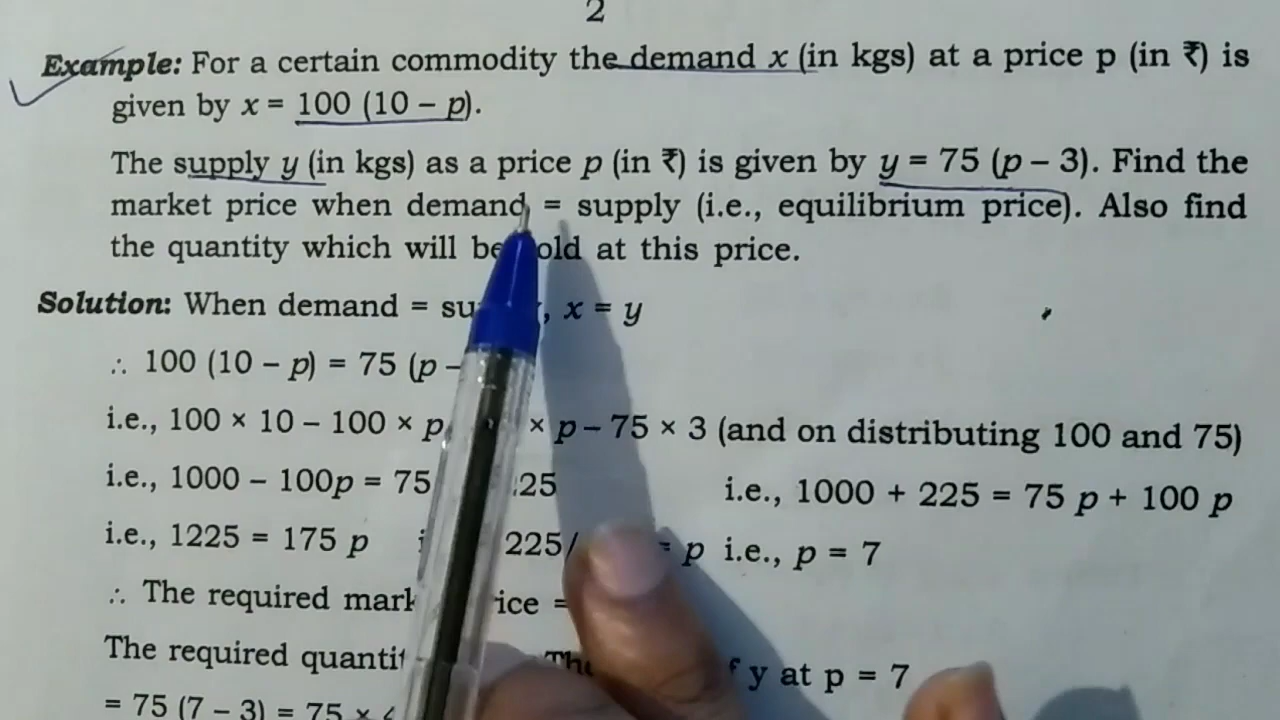 2
Example: For a certain commodity the demand x (in kgs) at a price p (in ₹) is
given by x = 100 (10 – p).
The supply y (in kgs) as a price p (in ₹) is given by y = 75 (p – 3). Find the
market price when demand = supply (i.e., equilibrium price). Also find
the quantity which will be old at this price.
Solution: When demand = su , x = y
∴ 100 (10 – p) = 75 (p –
i.e., 100 × 10 – 100 × p × p – 75 × 3 (and on distributing 100 and 75)
i.e., 1000 – 100p = 75 25 i.e., 1000 + 225 = 75 p + 100 p
i.e., 1225 = 175 p 225/ = p i.e., p = 7
∴ The required mark ice =
The required quantit The f y at p = 7
= 75 (7 – 3) = 75 ×